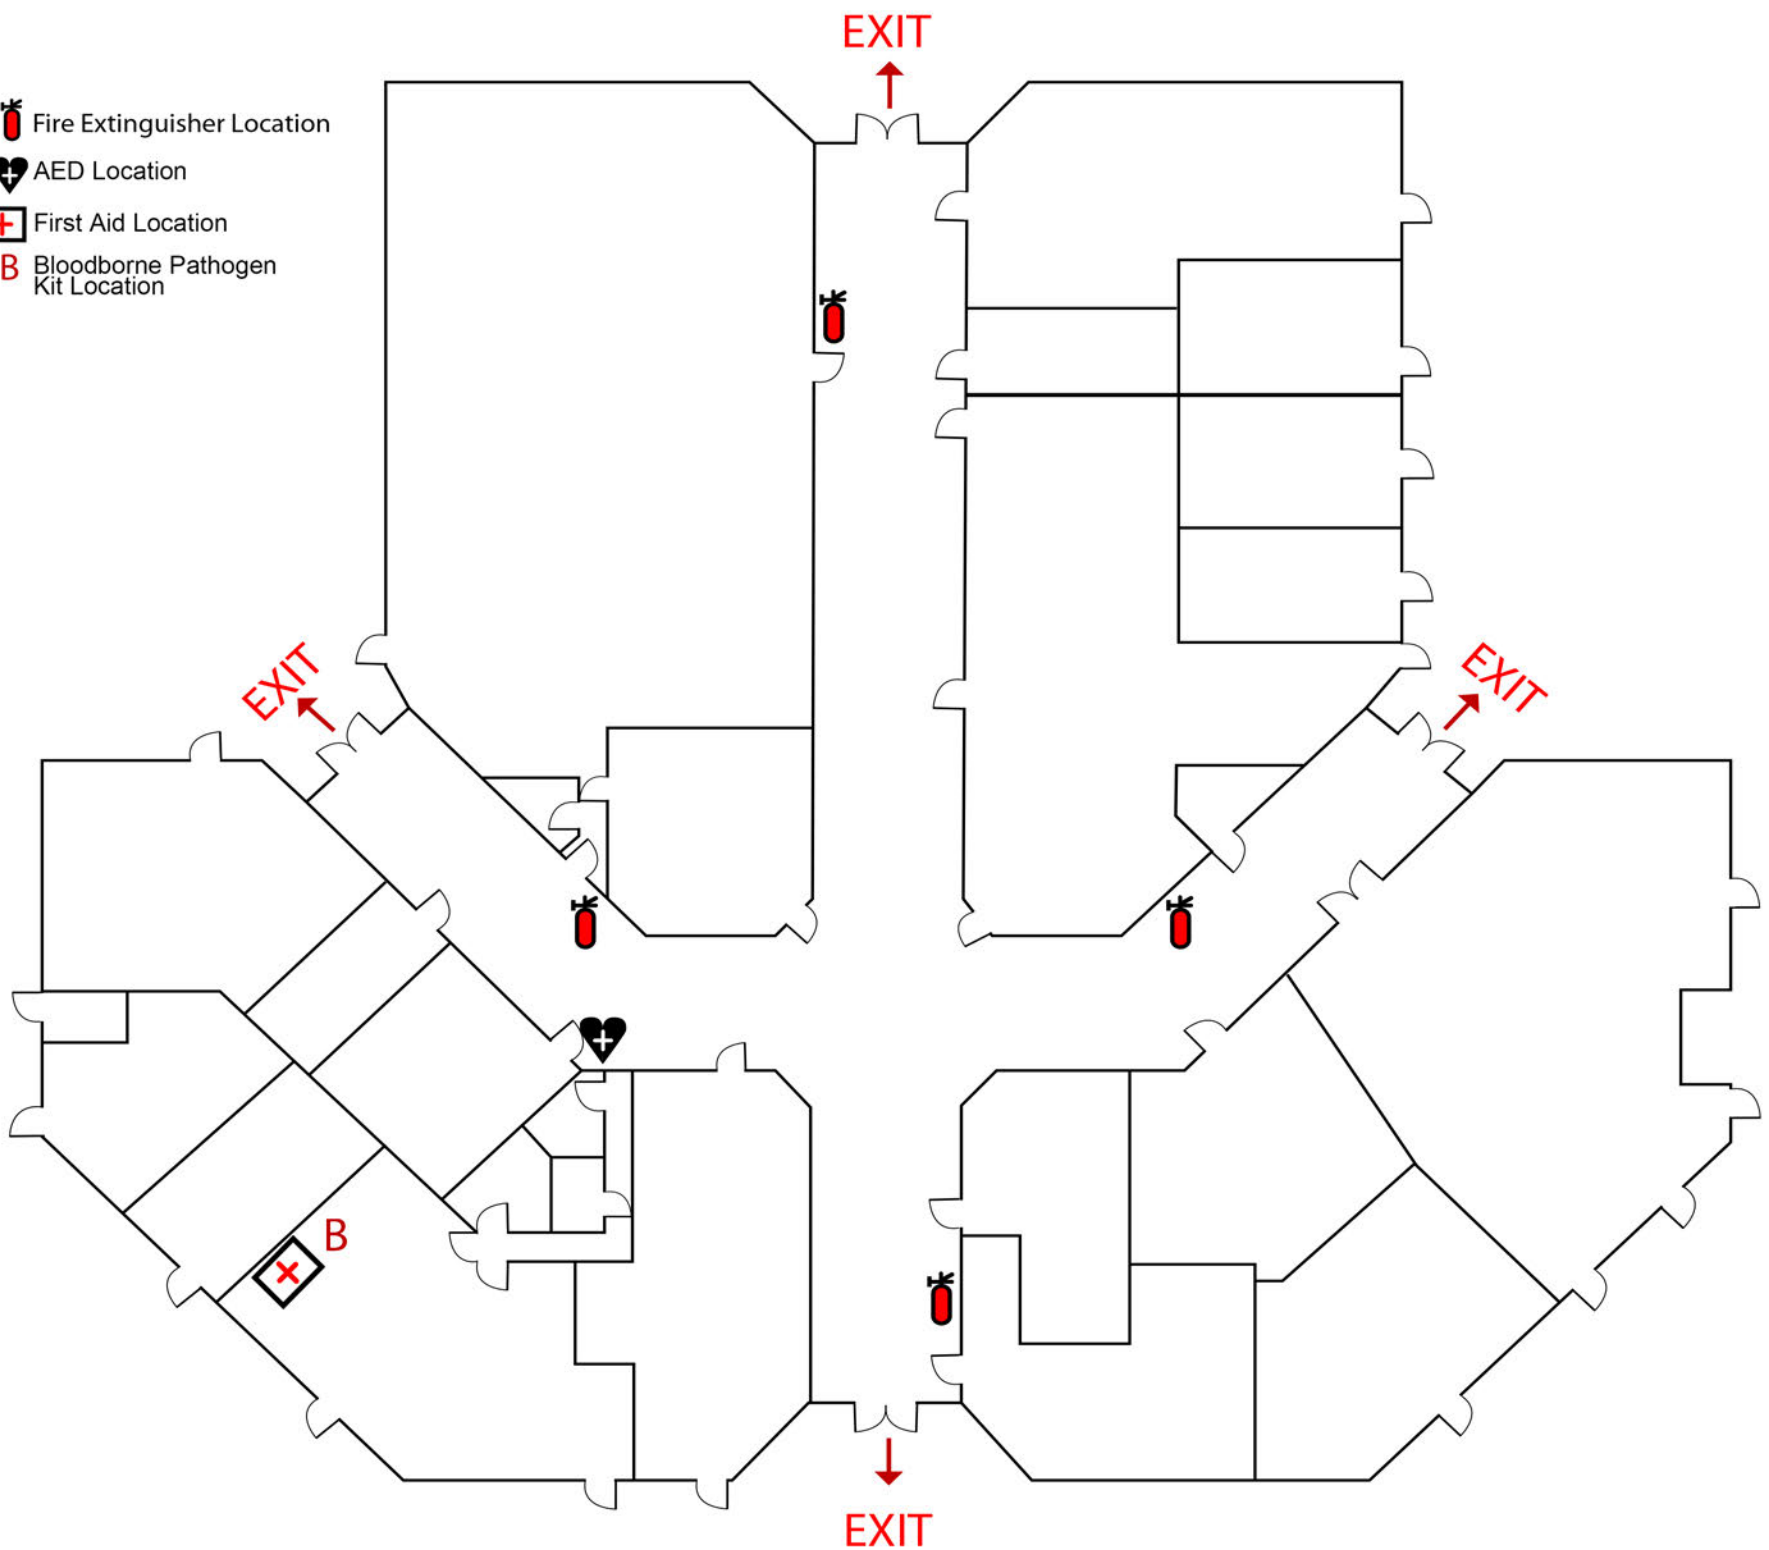 EXIT
Fire Extinguisher Location
AED Location
First Aid Location
B Bloodborne Pathogen
Kit Location
EXIT
EXIT
B
EXIT